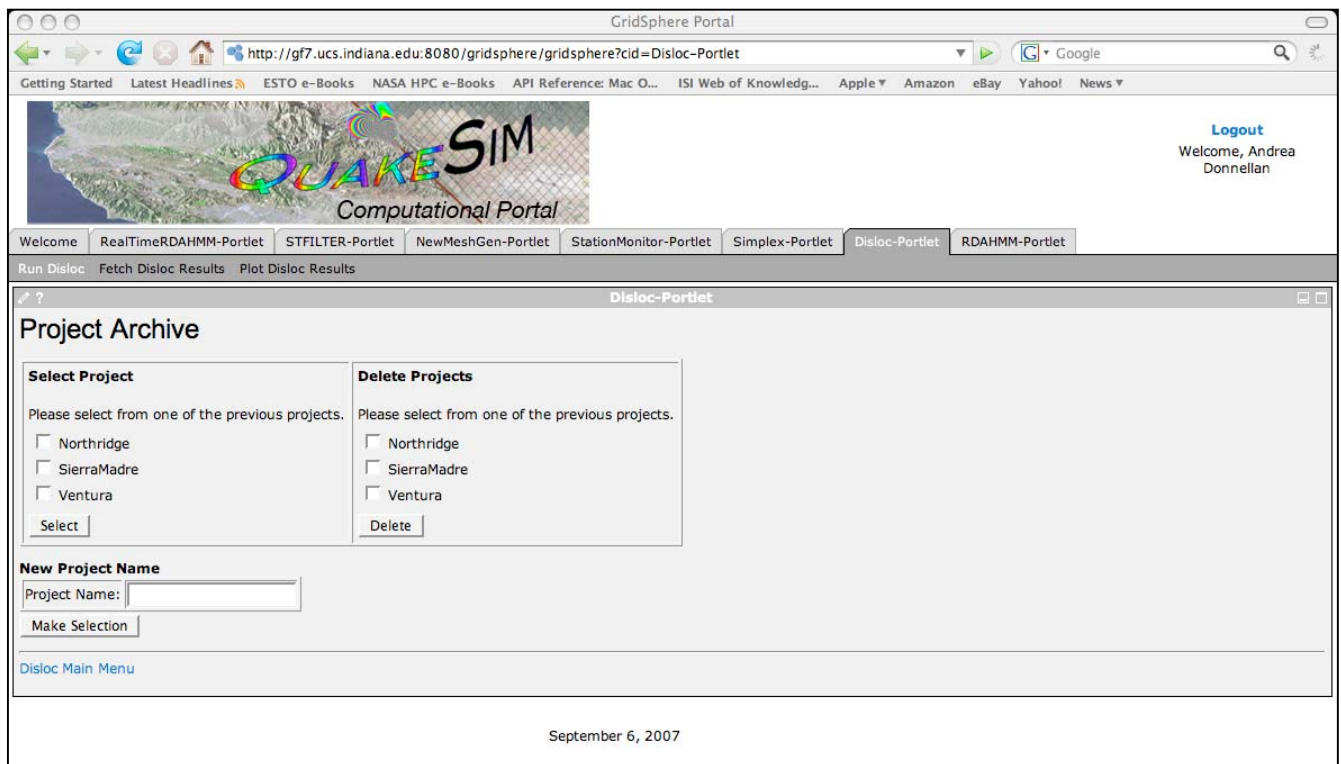 GridSphere Portal
http://gf7.ucs.indiana.edu:8080/gridsphere/gridsphere?cid=Disloc-Portlet
G Google
Getting Started Latest Headlines ESTO e-Books NASA HPC e-Books API Reference: Mac O... ISI Web of Knowledg... Apple Amazon eBay Yahoo! News
QUAKESIM
Computational Portal
Logout
Welcome, Andrea
Donnellan
Welcome RealTimeRDAHMM-Portlet STFILTER-Portlet NewMeshGen-Portlet StationMonitor-Portlet Simplex-Portlet Disloc-Portlet RDAHMM-Portlet
Run Disloc Fetch Disloc Results Plot Disloc Results
? Disloc-Portlet
Project Archive
Select Project Delete Projects
Please select from one of the previous projects. Please select from one of the previous projects.
Northridge Northridge
SierraMadre SierraMadre
Ventura Ventura
Select Delete
New Project Name
Project Name:
Make Selection
Disloc Main Menu
September 6, 2007